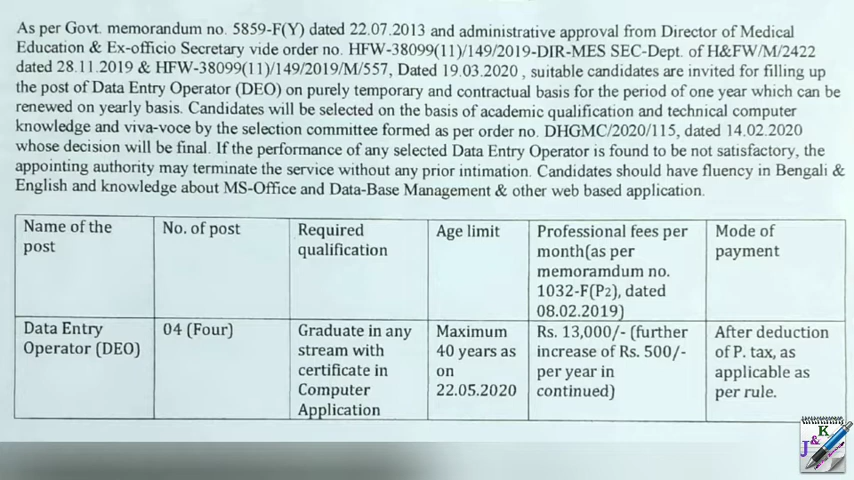 As per Govt. memorandum no. 5859-F(Y) dated 22.07.2013 and administrative approval from Director of Medical
Education & Ex-officio Secretary vide order no. HFW-38099(11)/149/2019-DIR-MES SEC-Dept. of H&FW/M/2422
dated 28.11.2019 & HFW-38099(11)/149/2019/M/557, Dated 19.03.2020 , suitable candidates are invited for filling up
the post of Data Entry Operator (DEO) on purely temporary and contractual basis for the period of one year which can be
renewed on yearly basis. Candidates will be selected on the basis of academic qualification and technical computer
knowledge and viva-voce by the selection committee formed as per order no. DHGMC/2020/115, dated 14.02.2020
whose decision will be final. If the performance of any selected Data Entry Operator is found to be not satisfactory, the
appointing authority may terminate the service without any prior intimation. Candidates should have fluency in Bengali &
English and knowledge about MS-Office and Data-Base Management & other web based application.
Name of the
post
No. of post
Required
qualification
Age limit
Professional fees per
month(as per
memoramdum no.
1032-F(P2), dated
08.02.2019)
Mode of
payment
Data Entry
Operator (DEO)
04 (Four)
Graduate in any
stream with
certificate in
Computer
Application
Maximum
40 years as
on
22.05.2020
Rs. 13,000/- (further
increase of Rs. 500/-
per year in
continued)
After deduction
of P. tax, as
applicable as
per rule.
J&K